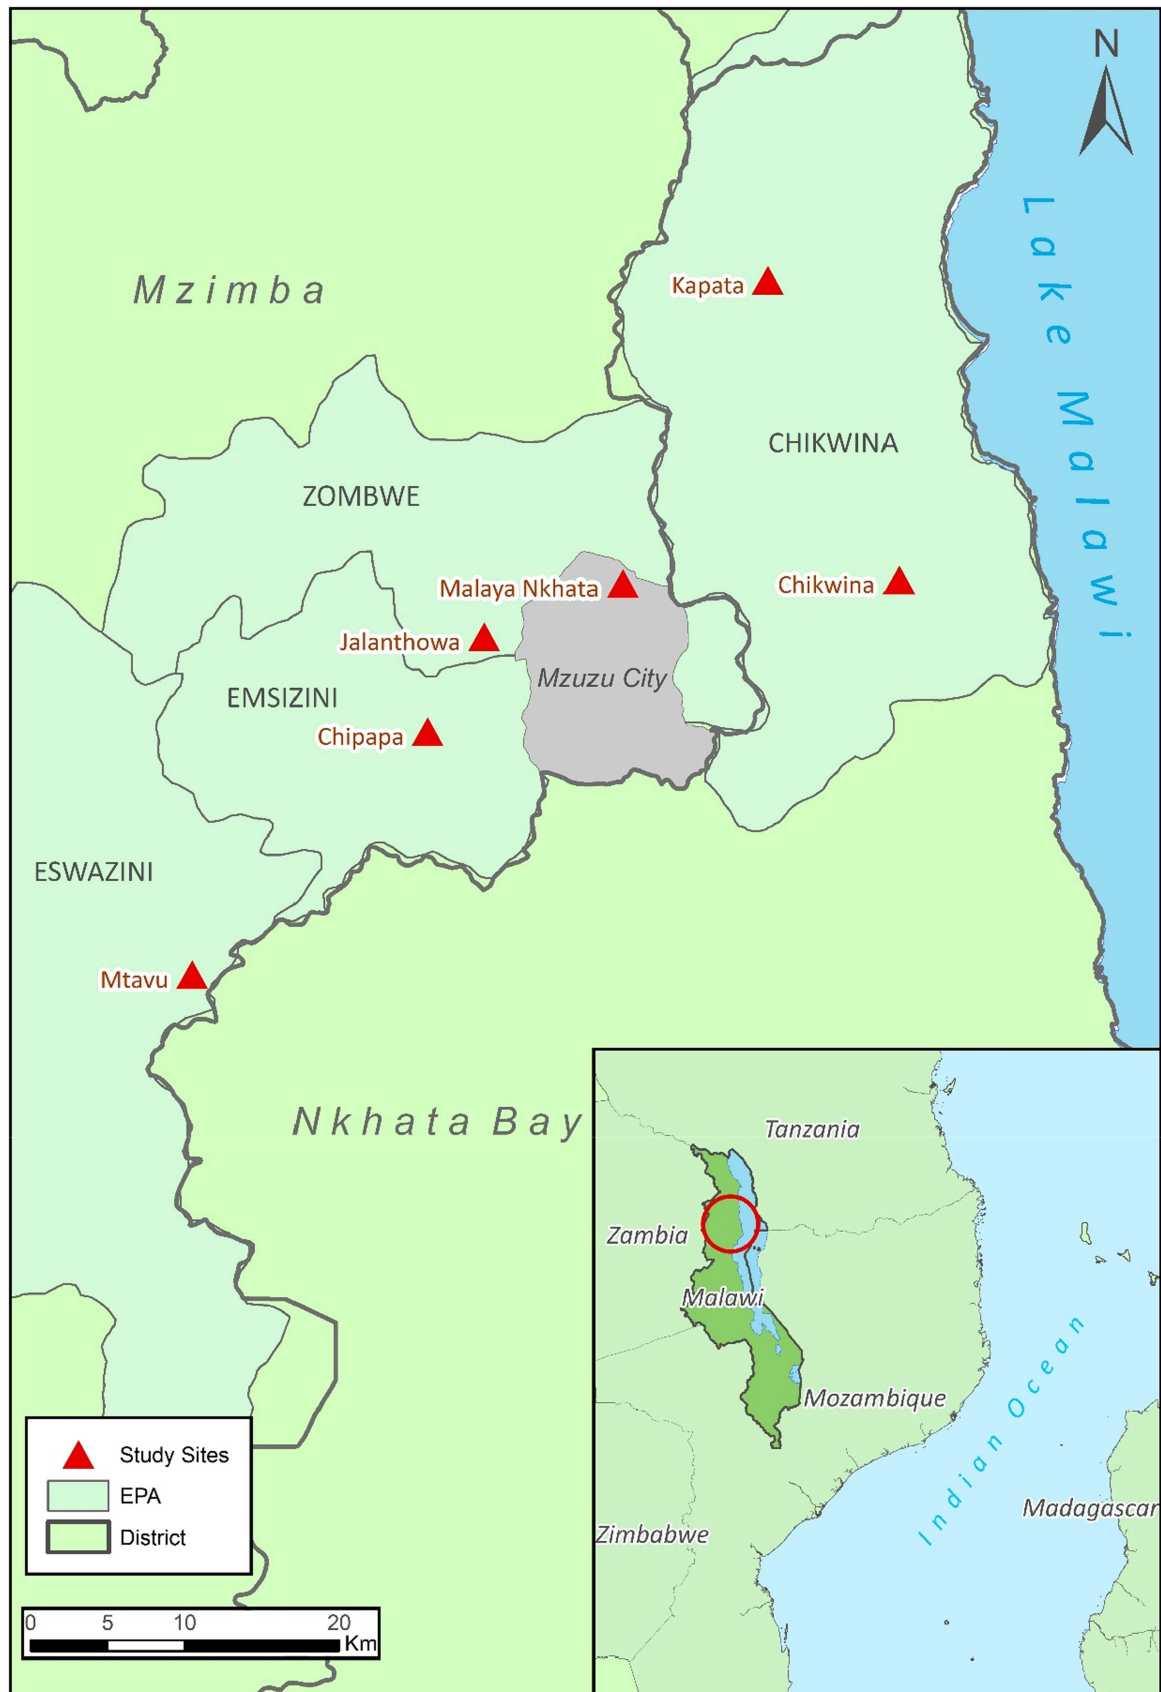 N
Mzimba
Kapata
Lake Malawi
CHIKWINA
ZOMBWE
Malaya Nkhata
Chikwina
Jalanthowa
Mzuzu City
EMSIZINI
Chipapa
ESWAZINI
Mtavu
Nkhata Bay
Tanzania
Zambia
Malawi
Mozambique
Indian Ocean
Madagascar
Zimbabwe
Study Sites
EPA
District
0 5 10 20
Km